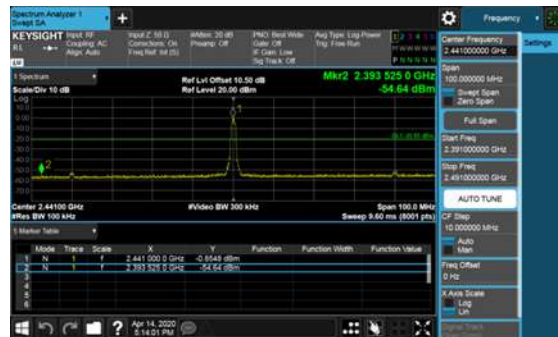 Spectrum Analyzer 1
Swept SA
+
Frequency
KEYSIGHT Input: RF
RL
Coupling: AC
Align: Auto
Input Z: 50 Ω
Corrections: On
Freq Ref: Int (S)
#Atten: 20 dB
Preamp: Off
PNO: Best Wide
Gate: Off
IF Gain: Low
Sig Track: Off
Avg Type: Log-Power
Trig: Free Run
Center Frequency
2.441000000 GHz
Settings
Span
100.000000 MHz
Swept Span
Zero Span
Full Span
Start Freq
2.391000000 GHz
Stop Freq
2.491000000 GHz
AUTO TUNE
CF Step
10.000000 MHz
Auto
Man
Freq Offset
0 Hz
X Axis Scale
Log
Lin
Signal Track
1 Spectrum
Scale/Div 10 dB
Log
Ref Lvl Offset 10.50 dB
Ref Level 20.00 dBm
Mkr2 2.393 525 0 GHz
-54.64 dBm
Center 2.44100 GHz
#Res BW 100 kHz
#Video BW 300 kHz
Span 100.0 MHz
Sweep 9.60 ms (8001 pts)
5 Marker Table
Mode Trace Scale X Y Function Function Width Function Value
1 N 1 f 2.441 000 0 GHz -0.8548 dBm
2 N 1 f 2.393 525 0 GHz -54.64 dBm
3
4
5
6
Apr 14, 2020
5:14:01 PM